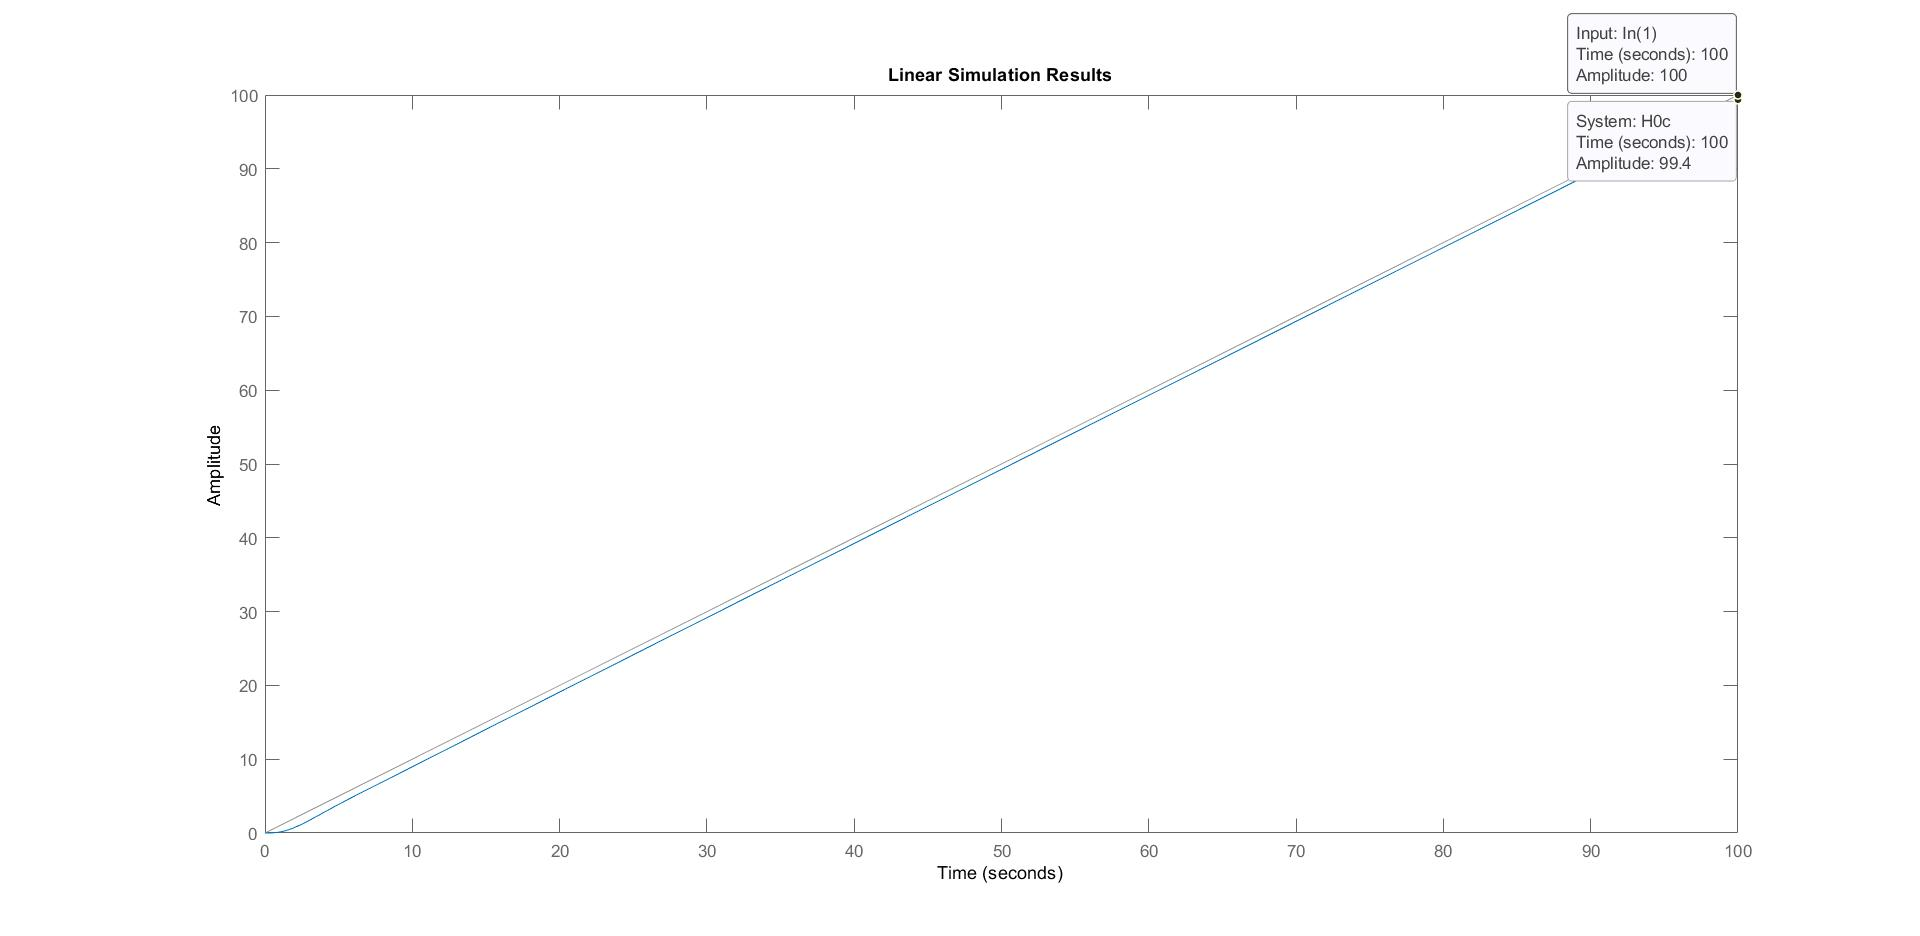 Input: In(1)
Time (seconds): 100
Amplitude: 100
Linear Simulation Results
System: H0c
Time (seconds): 100
Amplitude: 99.4
100
90
80
70
60
50
40
30
20
10
0
Amplitude
0 10 20 30 40 50 60 70 80 90 100
Time (seconds)